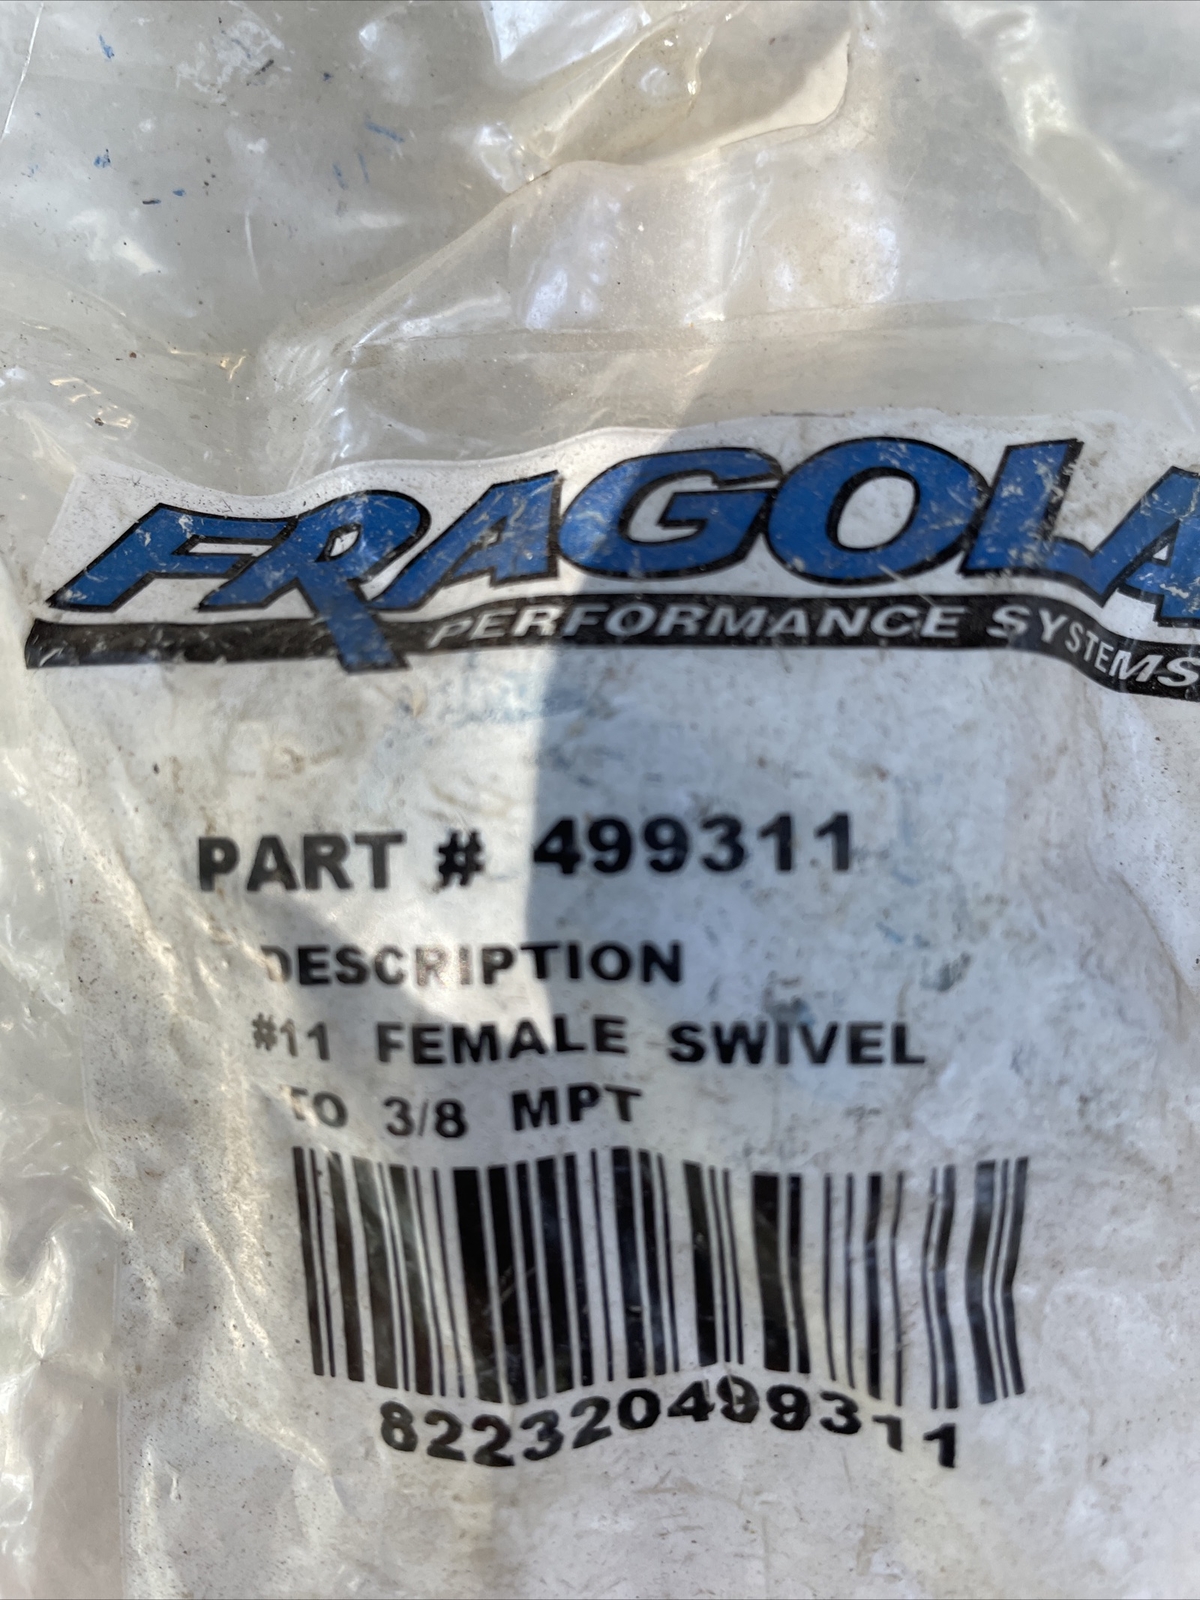 FRAGOLA
PERFORMANCE SYSTEMS
PART # 499311
DESCRIPTION
#11 FEMALE SWIVEL
TO 3/8 MPT
822320499311